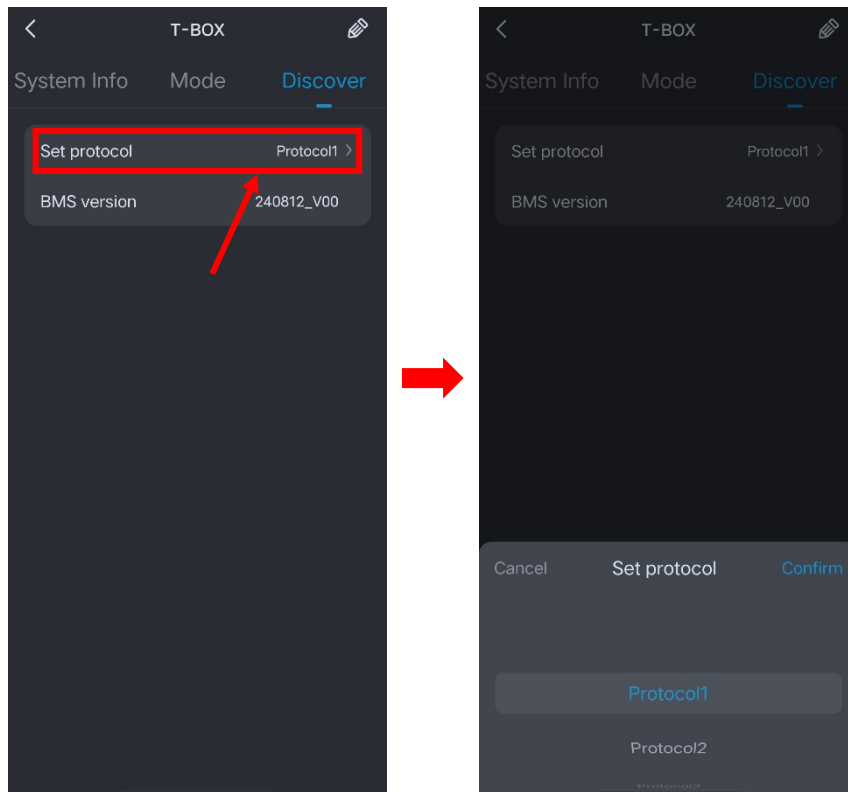 T-BOX
System Info Mode Discover
Set protocol Protocol1
BMS version 240812_V00
T-BOX
System Info Mode Discover
Set protocol Protocol1
BMS version 240812_V00
Cancel Set protocol Confirm
Protocol1
Protocol2
Protocol3